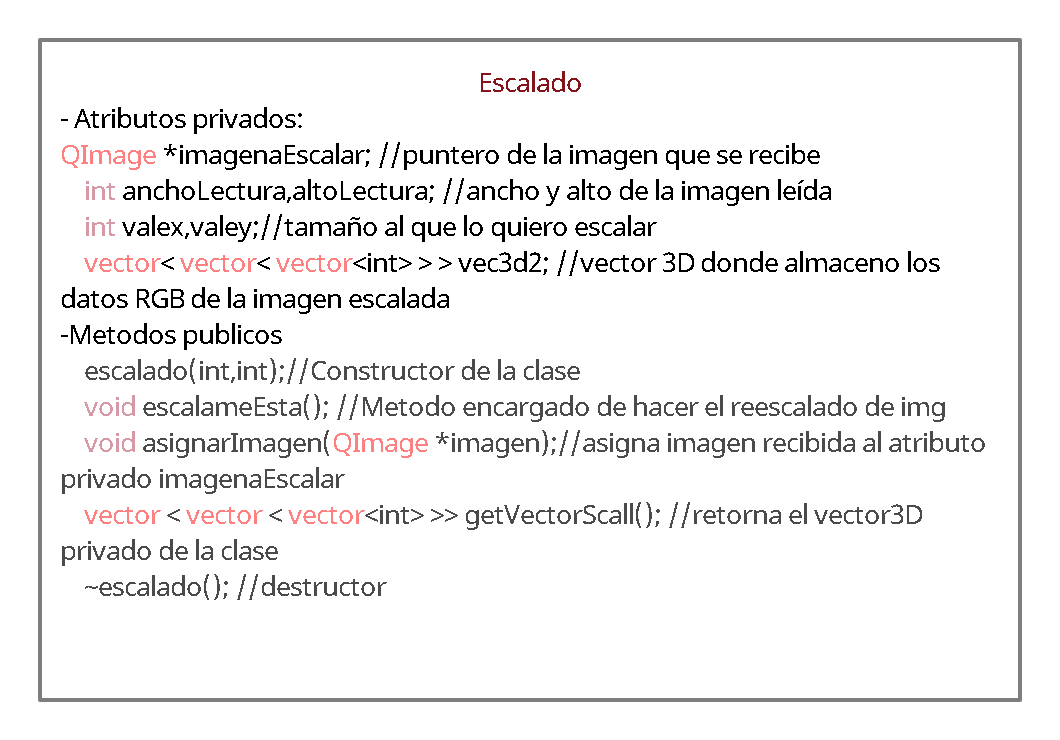 Escalado
- Atributos privados:
QImage *imagenaEscalar; //puntero de la imagen que se recibe
int anchoLectura,altoLectura; //ancho y alto de la imagen leída
int valex,valey;//tamaño al que lo quiero escalar
vector< vector< vector<int> > > vec3d2; //vector 3D donde almaceno los
datos RGB de la imagen escalada
-Metodos publicos
escalado(int,int);//Constructor de la clase
void escalameEsta(); //Metodo encargado de hacer el reescalado de img
void asignarImagen(QImage *imagen);//asigna imagen recibida al atributo
privado imagenaEscalar
vector < vector < vector<int> >> getVectorScall(); //retorna el vector3D
privado de la clase
~escalado(); //destructor